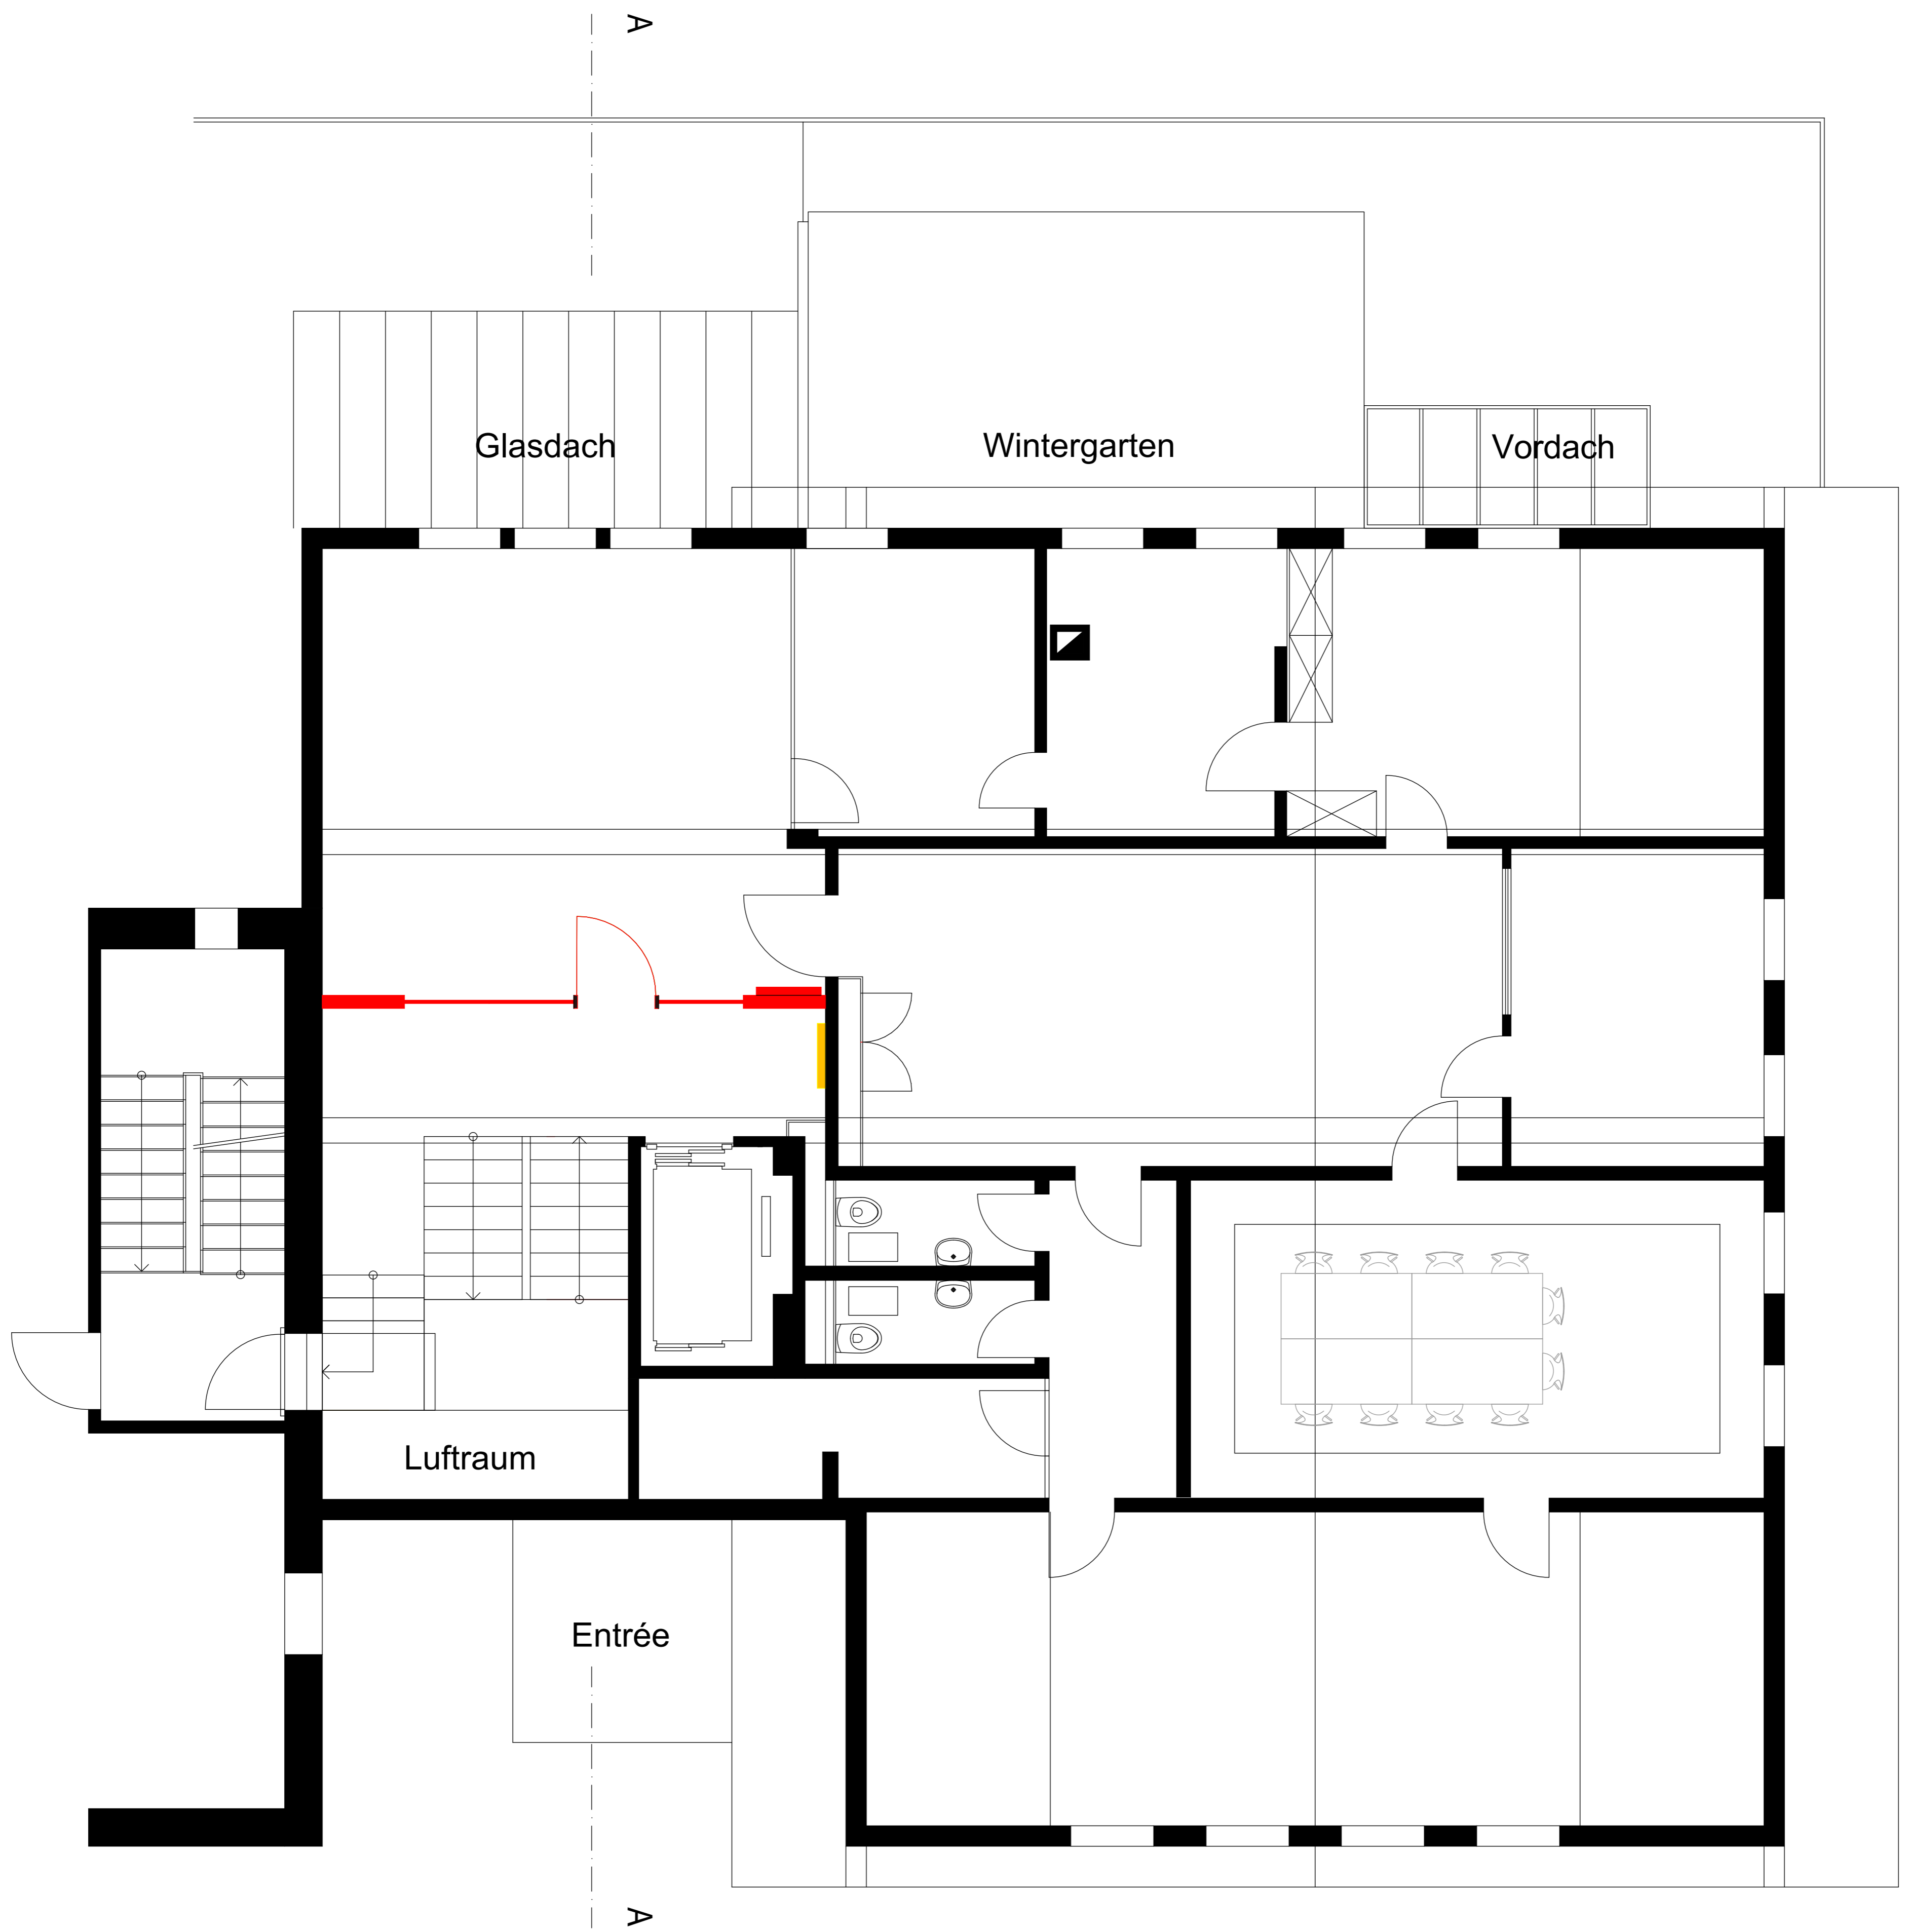 A
Glasdach
Wintergarten
Vordach
Luftraum
Entrée
A